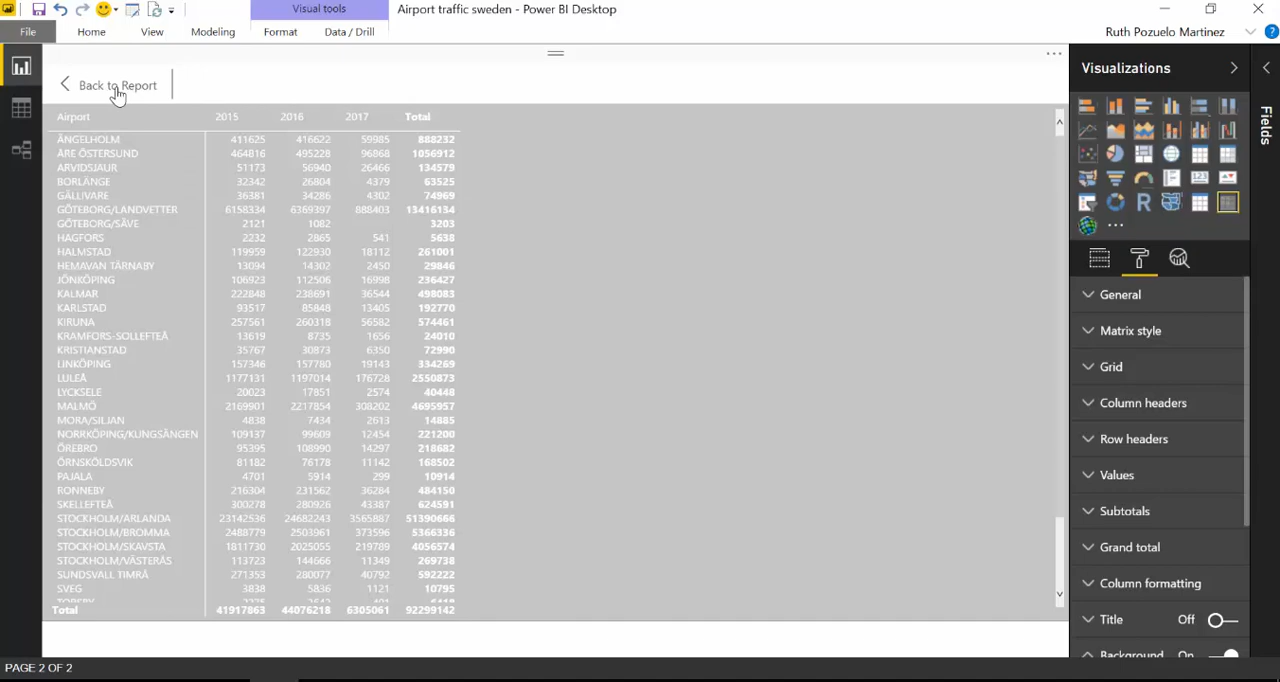 Visual tools
Airport traffic sweden - Power BI Desktop
File Home View Modeling Format Data / Drill
Ruth Pozuelo Martinez
Back to Report
Airport 2015 2016 2017 Total
ÄNGELHOLM 411625 416622 59985 888232
ÅRE ÖSTERSUND 464816 495228 96868 1056912
ARVIDSJAUR 51173 56940 26466 134579
BORLÄNGE 32342 26804 4379 63525
GÄLLIVARE 36381 34286 4302 74969
GÖTEBORG/LANDVETTER 6158334 6369397 888403 13416134
GÖTEBORG/SÄVE 2121 1082 3203
HAGFORS 2232 2865 541 5638
HALMSTAD 119959 122930 18112 261001
HEMAVAN TÄRNABY 13094 14302 2450 29846
JÖNKÖPING 106923 112506 16998 236427
KALMAR 222848 238691 36544 498083
KARLSTAD 93517 85848 13405 192770
KIRUNA 257561 260318 56582 574461
KRAMFORS-SOLLEFTEÅ 13619 8735 1656 24010
KRISTIANSTAD 35767 30873 6350 72990
LINKÖPING 157346 157780 19143 334269
LULEÅ 1177131 1197014 176728 2550873
LYCKSELE 20023 17851 2574 40448
MALMÖ 2169901 2217854 308202 4695957
MORA/SILJAN 4838 7434 2613 14885
NORRKÖPING/KUNGSÄNGEN 109137 99609 12454 221200
ÖREBRO 95395 108990 14297 218682
ÖRNSKÖLDSVIK 81182 76178 11142 168502
PAJALA 4701 5914 299 10914
RONNEBY 216304 231562 36284 484150
SKELLEFTEÅ 300278 280926 43387 624591
STOCKHOLM/ARLANDA 23142536 24682243 3565887 51390666
STOCKHOLM/BROMMA 2488779 2503961 373596 5366336
STOCKHOLM/SKAVSTA 1811730 2025055 219789 4056574
STOCKHOLM/VÄSTERÅS 113723 144666 11349 269738
SUNDSVALL TIMRÅ 271353 280077 40792 592222
SVEG 3838 5836 1121 10795
Total 41917863 44076218 6305061 92299142
Visualizations
Fields
General
Matrix style
Grid
Column headers
Row headers
Values
Subtotals
Grand total
Column formatting
Title Off
Background On
PAGE 2 OF 2